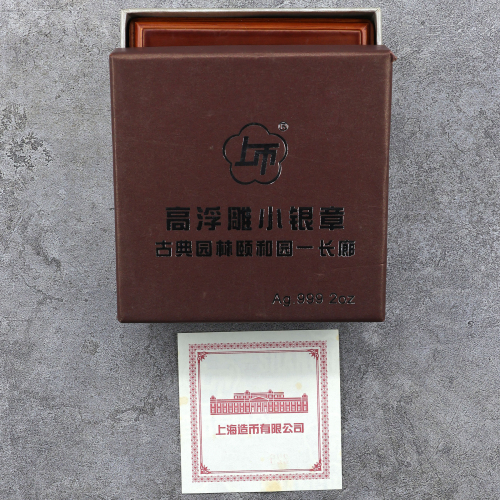 上币
®
高浮雕小银章
古典园林颐和园一长廊
Ag.999 2oz
上海造币有限公司